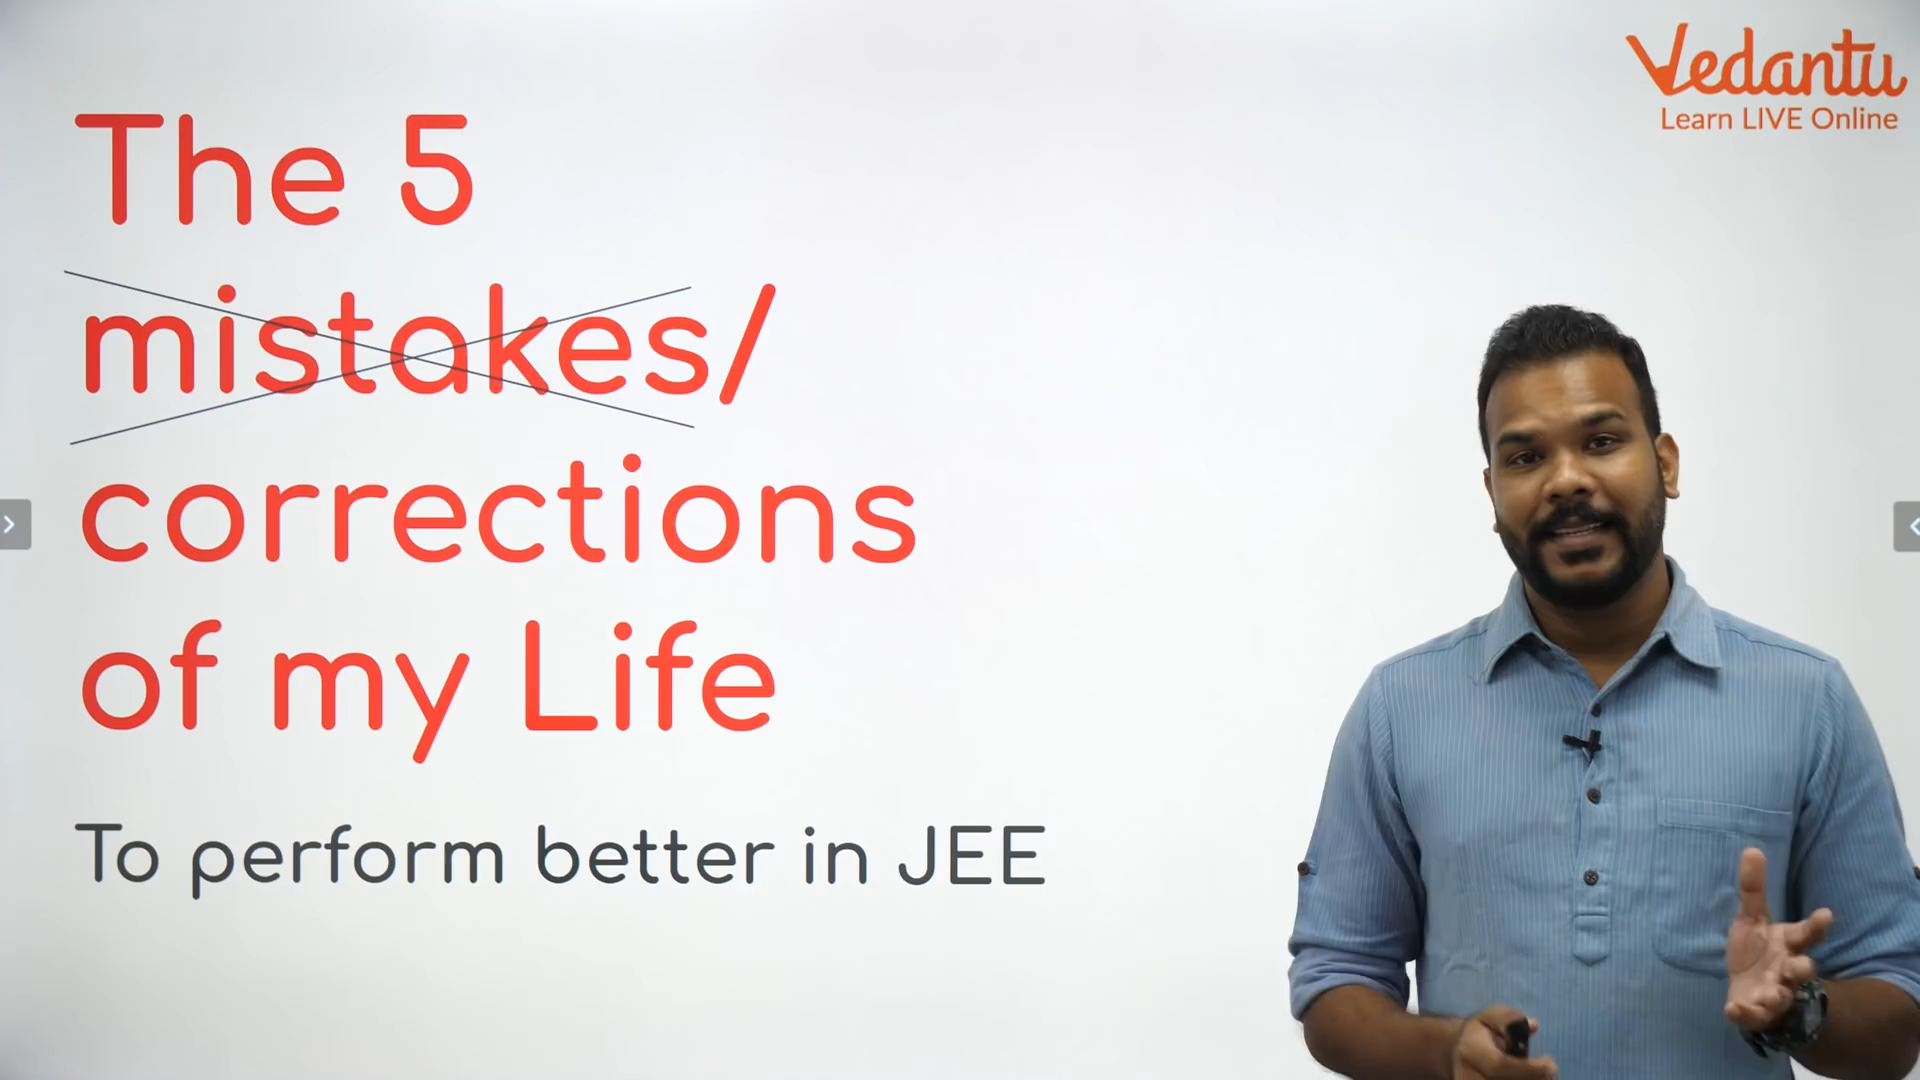 Vedantu
Learn LIVE Online
The 5
mistakes/
corrections
of my Life
To perform better in JEE